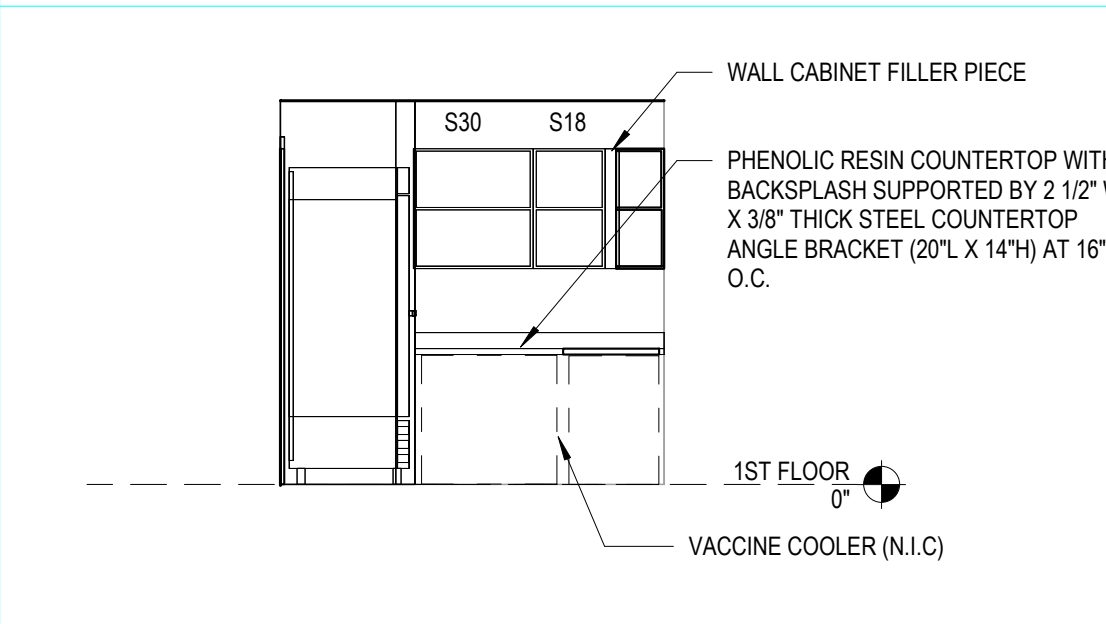 WALL CABINET FILLER PIECE
S30 S18
PHENOLIC RESIN COUNTERTOP WITH
BACKSPLASH SUPPORTED BY 2 1/2"
X 3/8" THICK STEEL COUNTERTOP
ANGLE BRACKET (20"L X 14"H) AT 16"
O.C.
1ST FLOOR
0"
VACCINE COOLER (N.I.C)